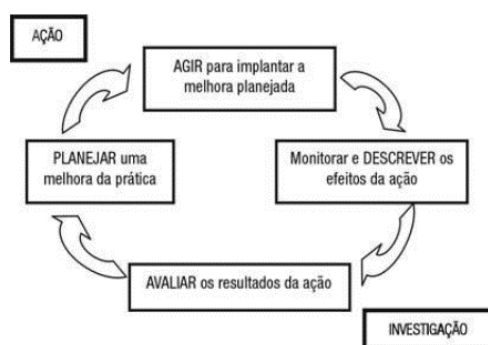 AÇÃO
AGIR para implantar a
melhora planejada
PLANEJAR uma
melhora da prática
Monitorar e DESCREVER os
efeitos da ação
AVALIAR os resultados da ação
INVESTIGAÇÃO